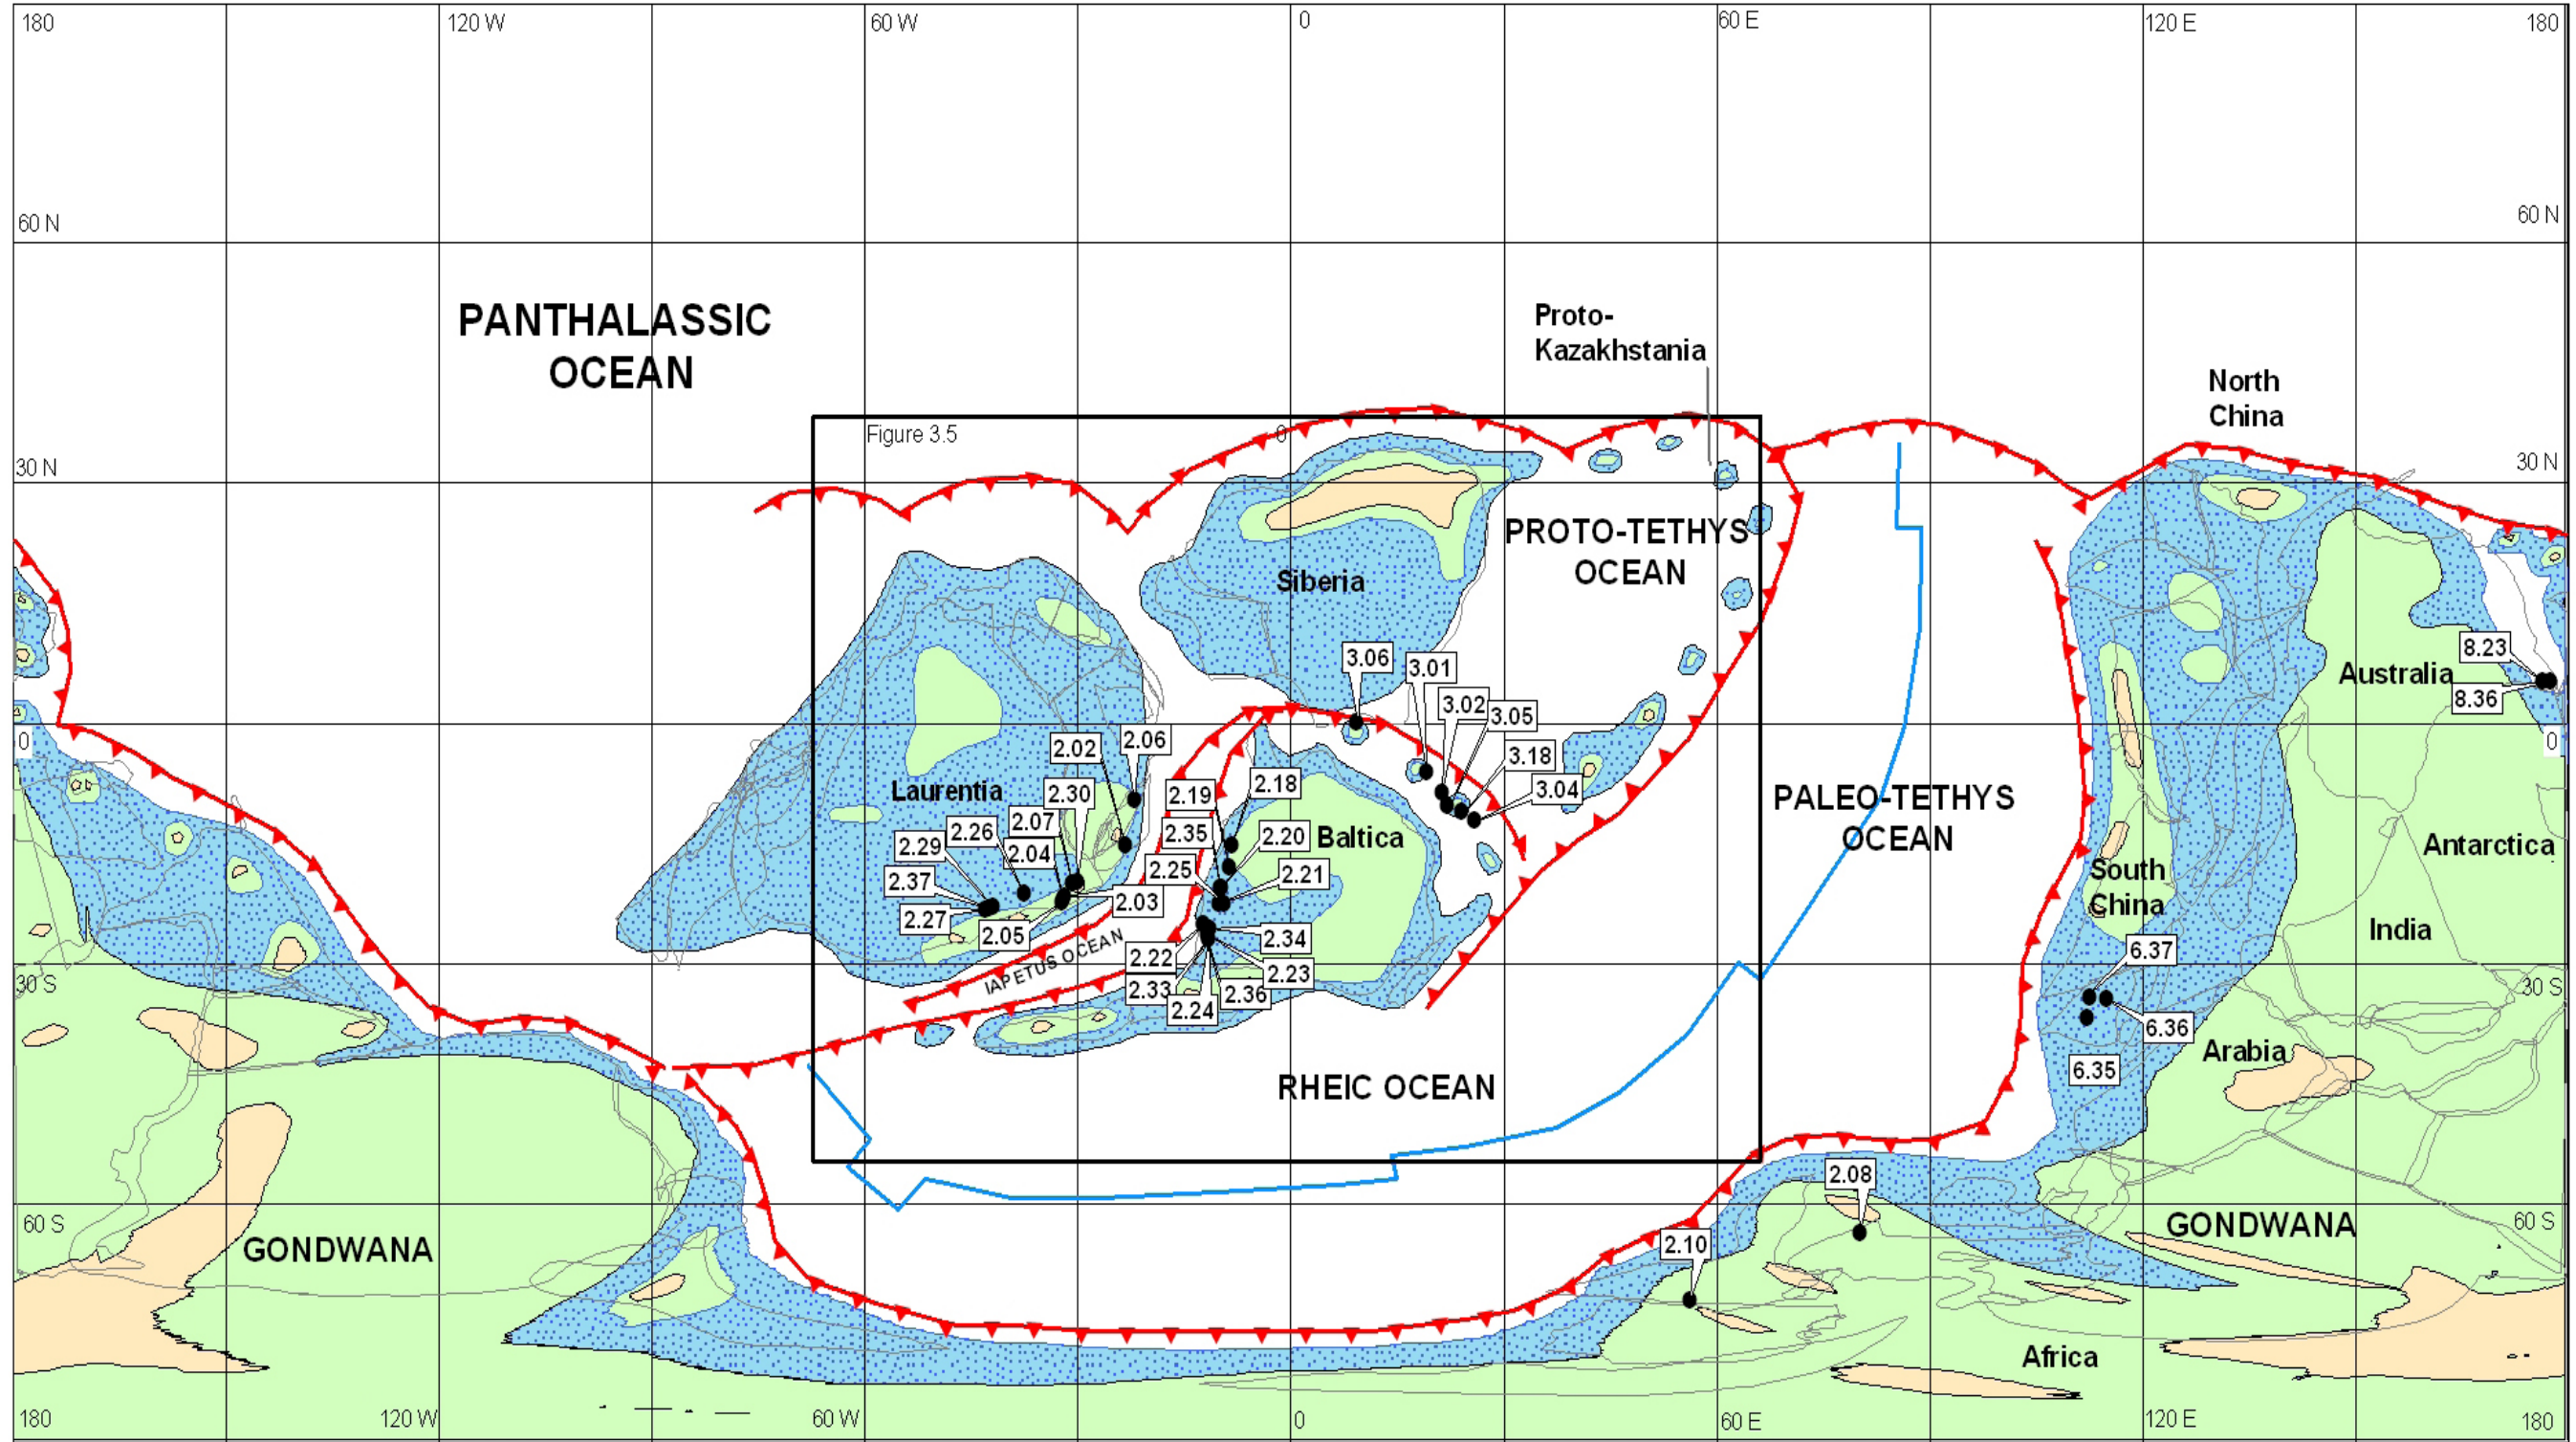 180
120 W
60 W
0
60 E
120 E
180
60 N
60 N
PANTHALASSIC
OCEAN
Proto-
Kazakhstania
North
China
Figure 3.5
0
30 N
30 N
PROTO-TETHYS
OCEAN
Siberia
3.06
3.01
3.02
3.05
3.18
3.04
Australia
8.23
8.36
0
0
2.02
2.06
Laurentia
2.30
2.07
2.04
2.26
2.29
2.37
2.27
2.05
2.03
2.19
2.18
2.35
2.20
Baltica
2.25
2.21
PALEO-TETHYS
OCEAN
Antarctica
South
China
India
IAPETUS OCEAN
2.22
2.34
2.33
2.23
2.24
2.36
6.37
30 S
30 S
6.36
Arabia
6.35
RHEIC OCEAN
2.08
60 S
60 S
GONDWANA
GONDWANA
2.10
Africa
180
120 W
60 W
0
60 E
120 E
180